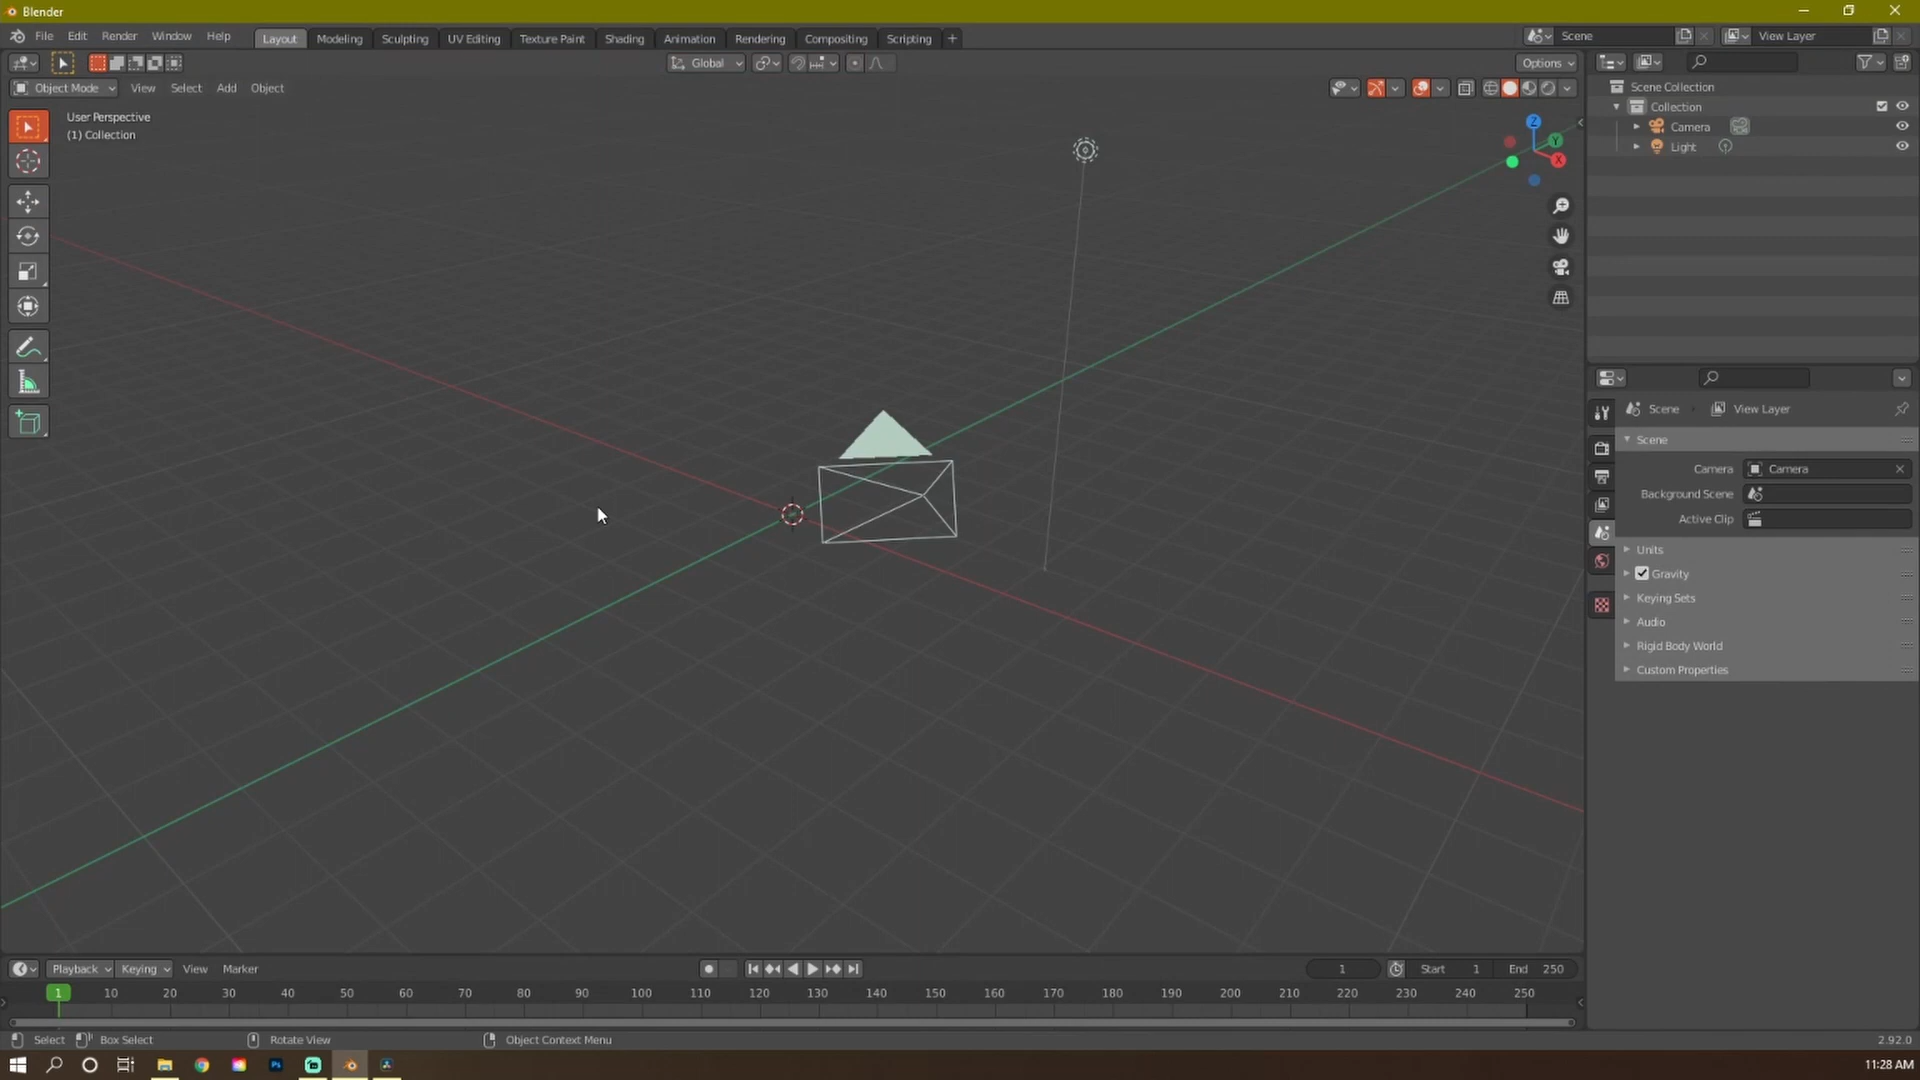 Blender
File Edit Render Window Help Layout Modeling Sculpting UV Editing Texture Paint Shading Animation Rendering Compositing Scripting + Scene View Layer
Global Options
Object Mode View Select Add Object
User Perspective
(1) Collection
Z
Y
X
Scene Collection
Collection
Camera
Light
Scene View Layer
Scene
Camera Camera
Background Scene
Active Clip
Units
Gravity
Keying Sets
Audio
Rigid Body World
Custom Properties
Playback Keying View Marker 1 Start 1 End 250
1 10 20 30 40 50 60 70 80 90 100 110 120 130 140 150 160 170 180 190 200 210 220 230 240 250
Select Box Select Rotate View Object Context Menu 2.92.0
Ps
11:28 AM